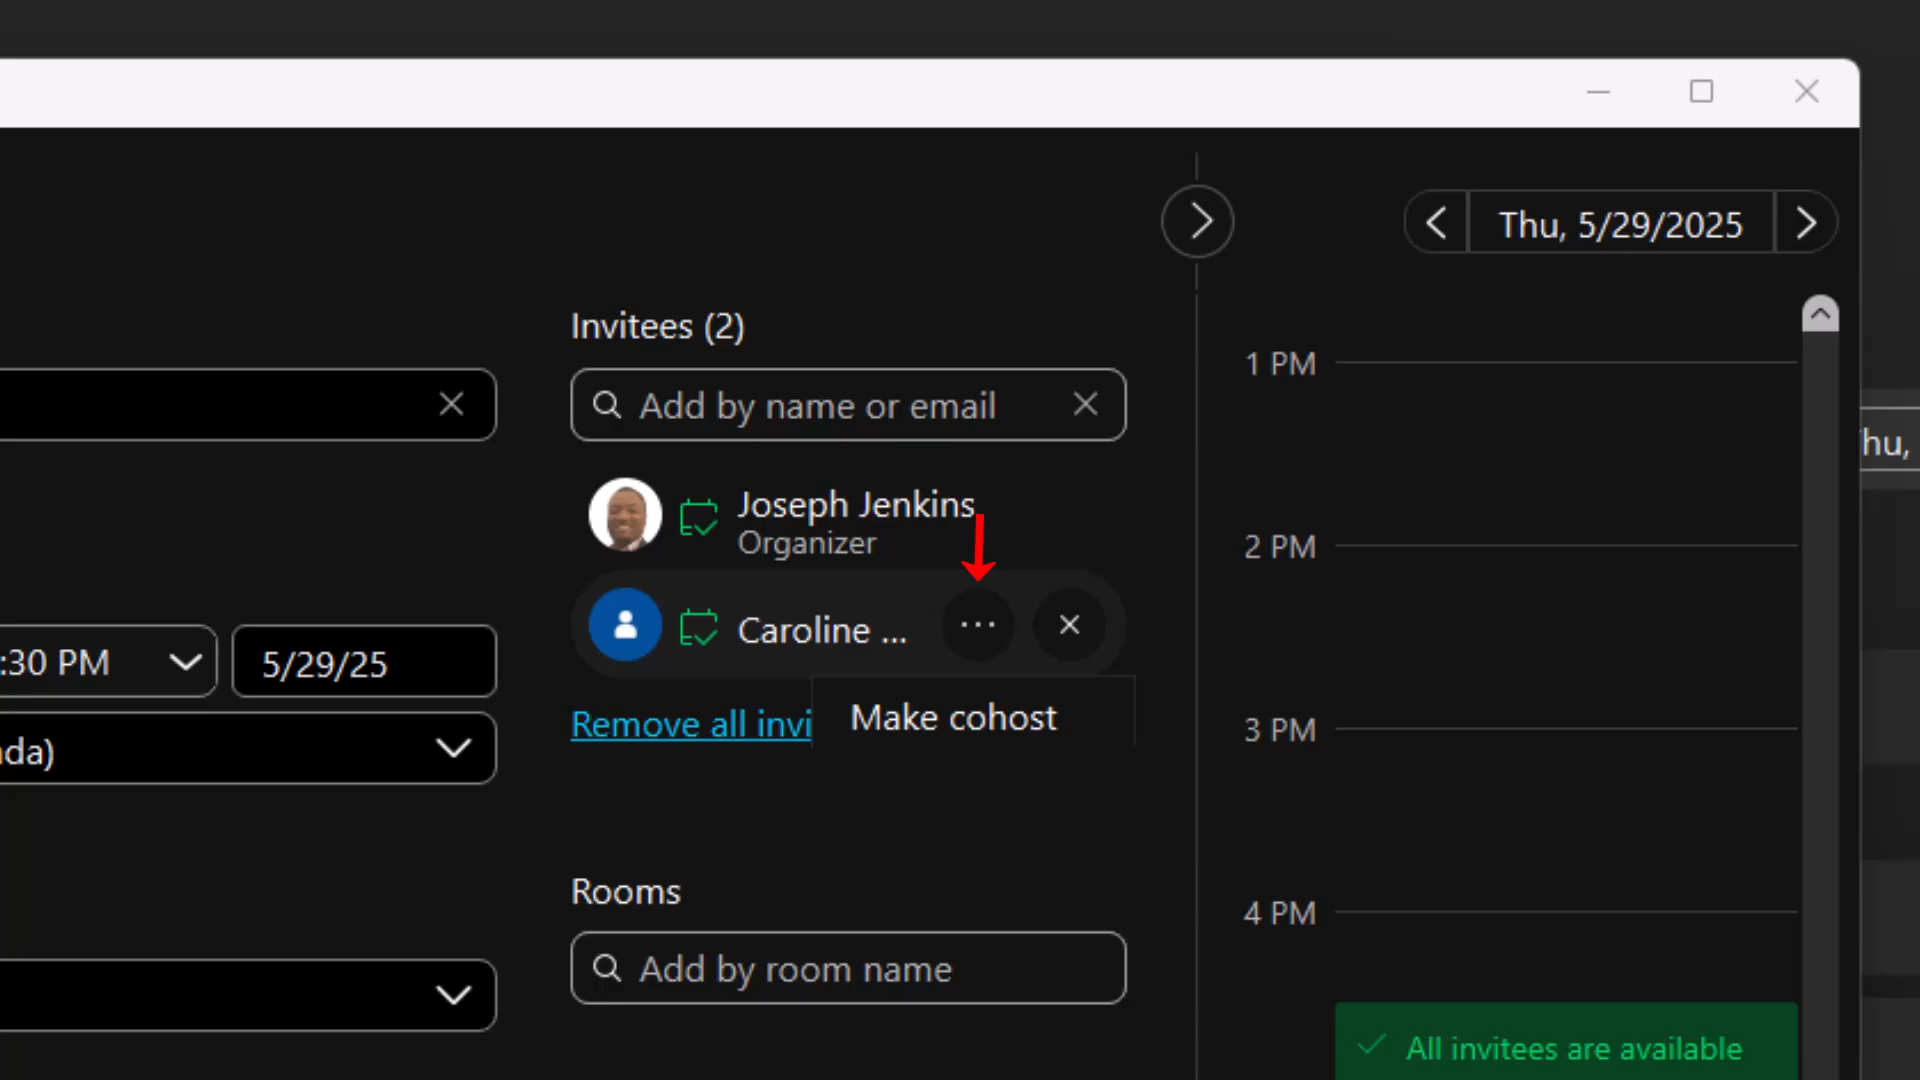 Thu, 5/29/2025
Invitees (2)
Add by name or email
Joseph Jenkins
Organizer
Caroline ...
Remove all invi
Make cohost
:30 PM
5/29/25
da)
Rooms
Add by room name
1 PM
2 PM
3 PM
4 PM
All invitees are available
hu,